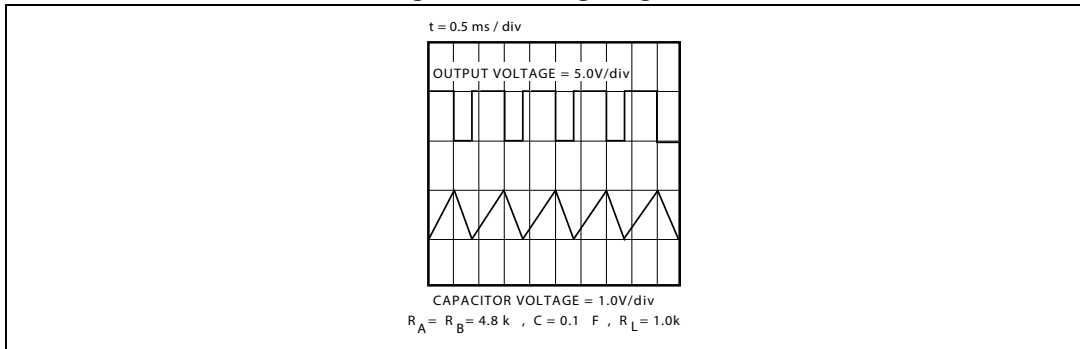 t = 0.5 ms / div
OUTPUT VOLTAGE = 5.0V/div
CAPACITOR VOLTAGE = 1.0V/div
R A = R B = 4.8 k , C = 0.1 F , R L = 1.0k